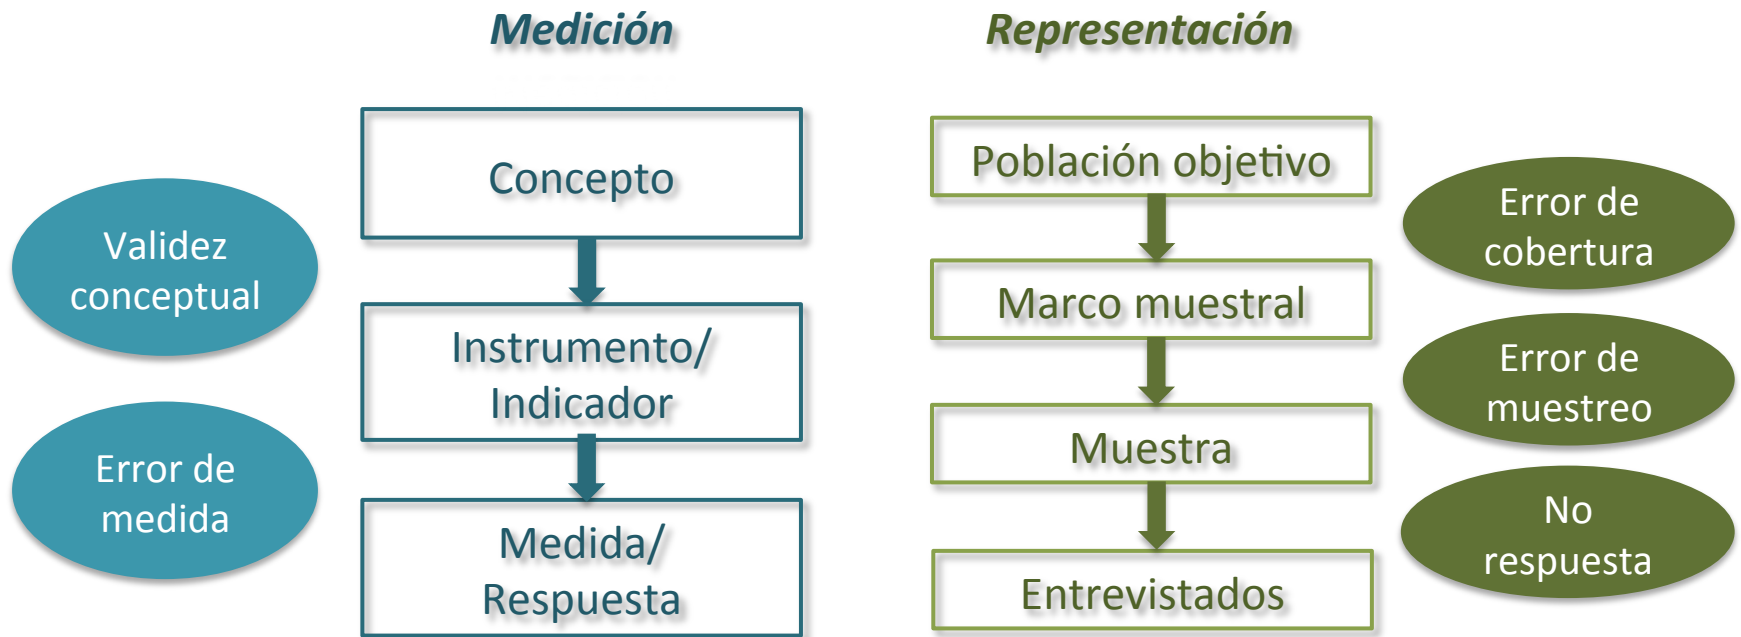 Medición
Representación
Concepto
Validez
conceptual
Instrumento/
Indicador
Error de
medida
Medida/
Respuesta
Población objetivo
Error de
cobertura
Marco muestral
Error de
muestreo
Muestra
No
respuesta
Entrevistados